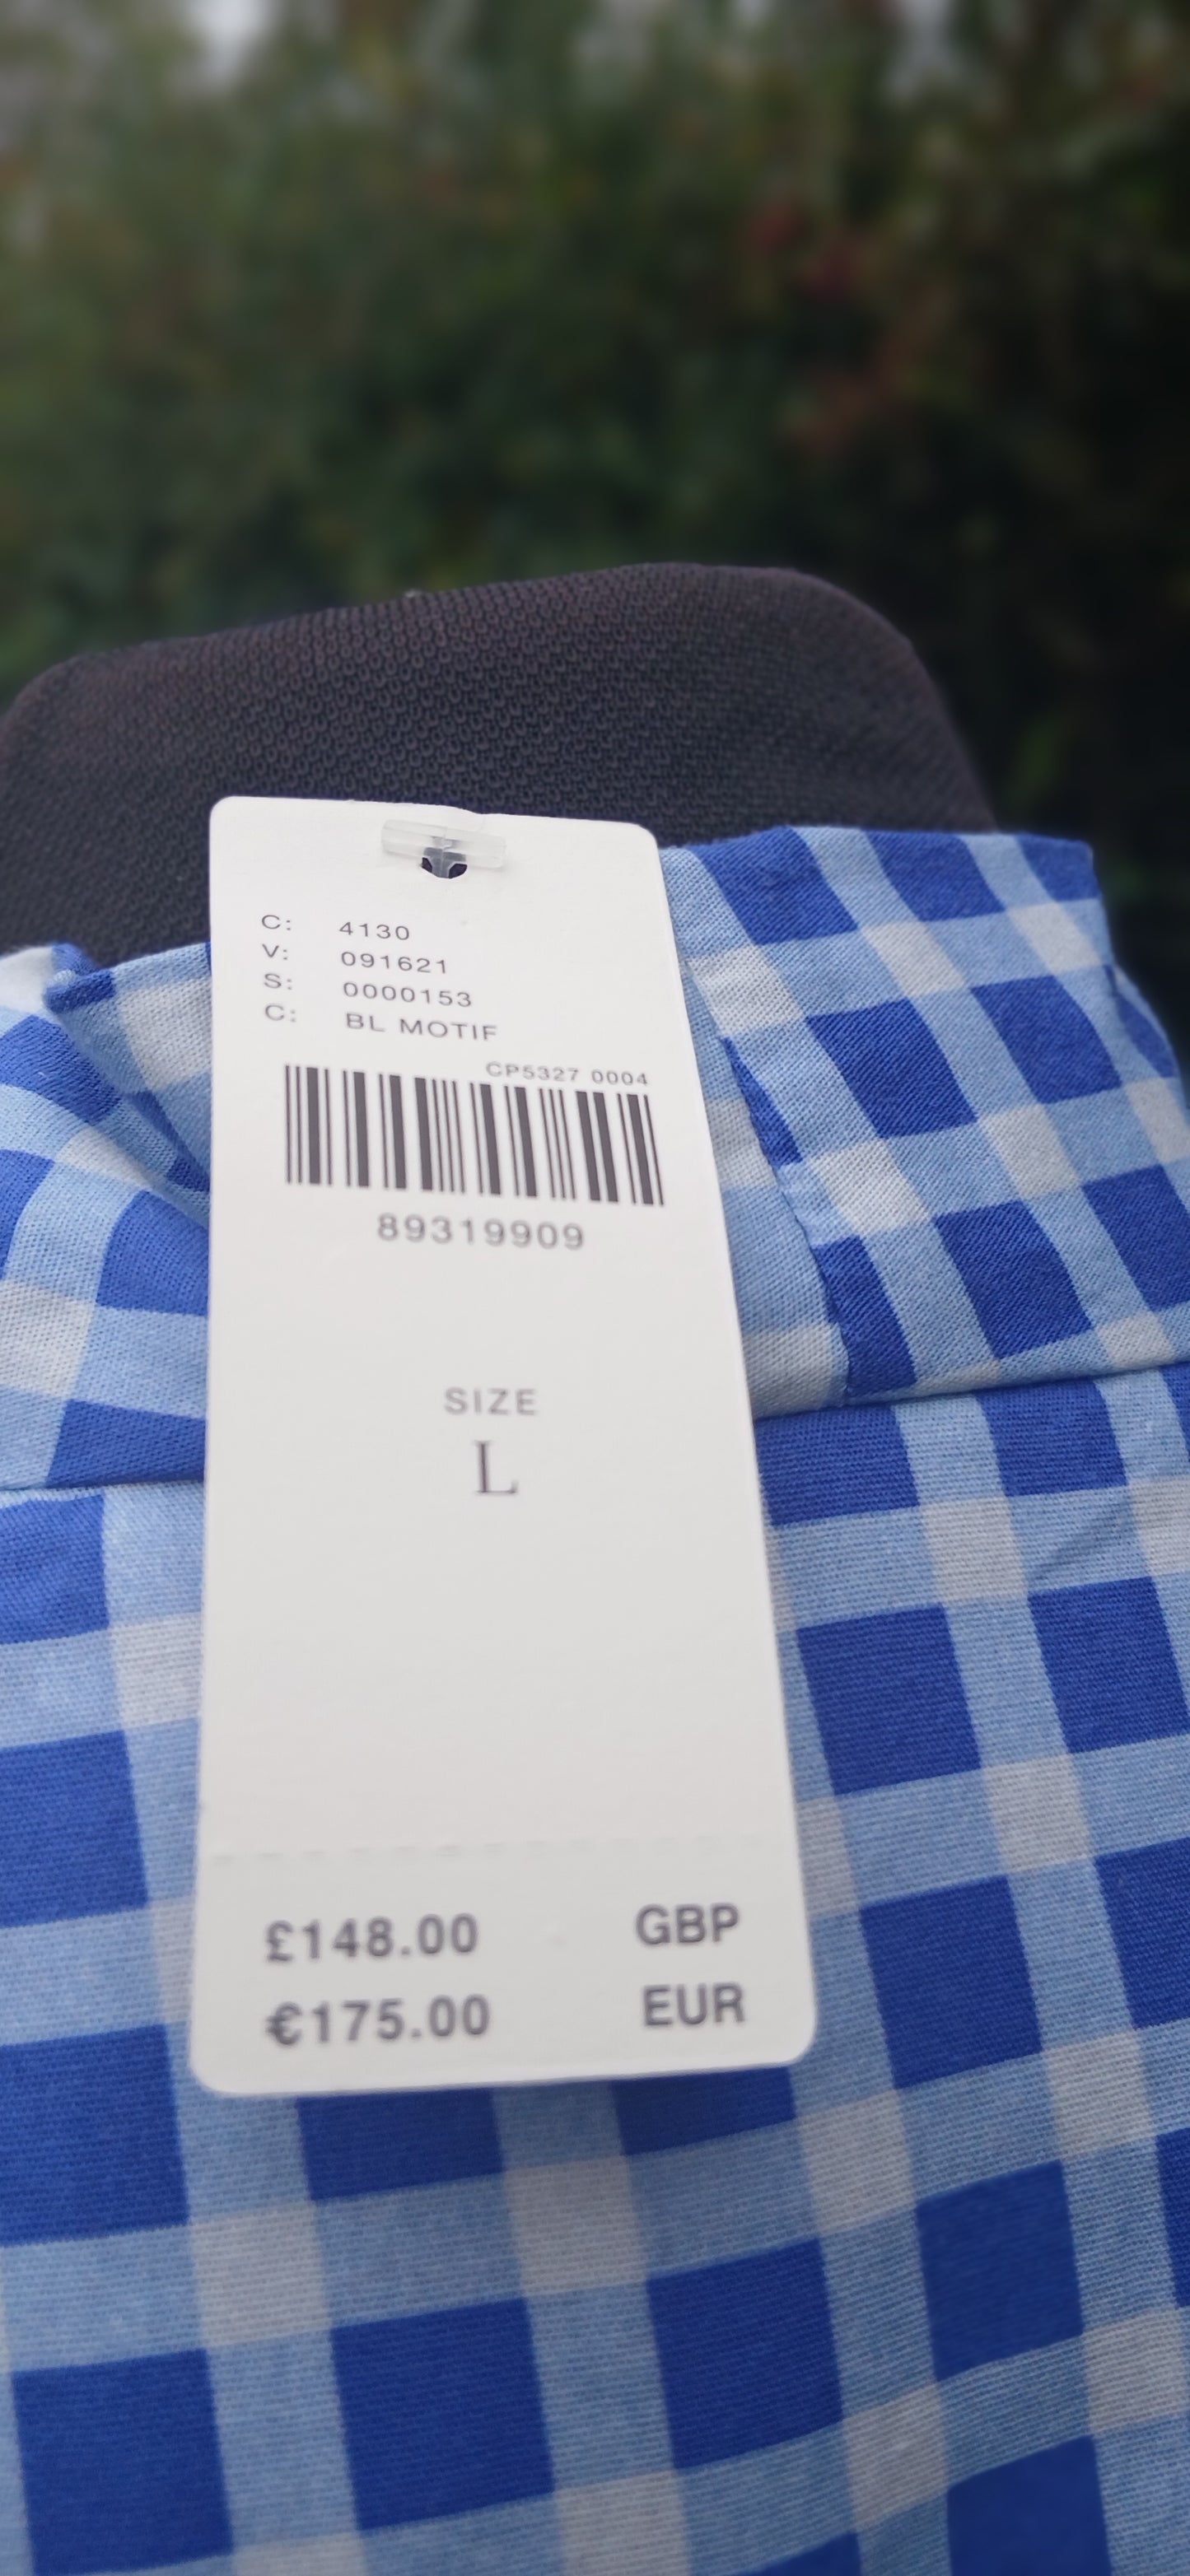 C: 4130
V: 091621
S: 0000153
C: BL MOTIF
CP5327 0004
89319909
SIZE
L
£148.00 GBP
€175.00 EUR